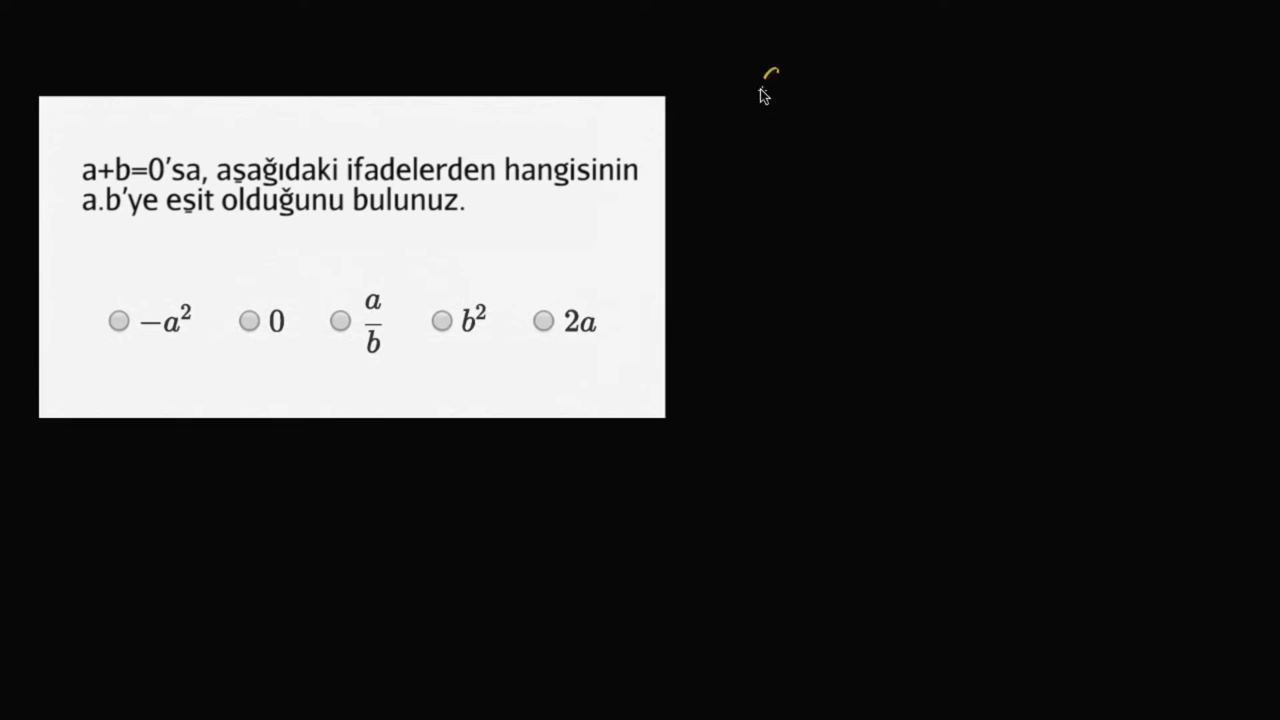 a+b=0'sa, aşağıdaki ifadelerden hangisinin
a.b'ye eşit olduğunu bulunuz.
−a² 0 a/b b² 2a